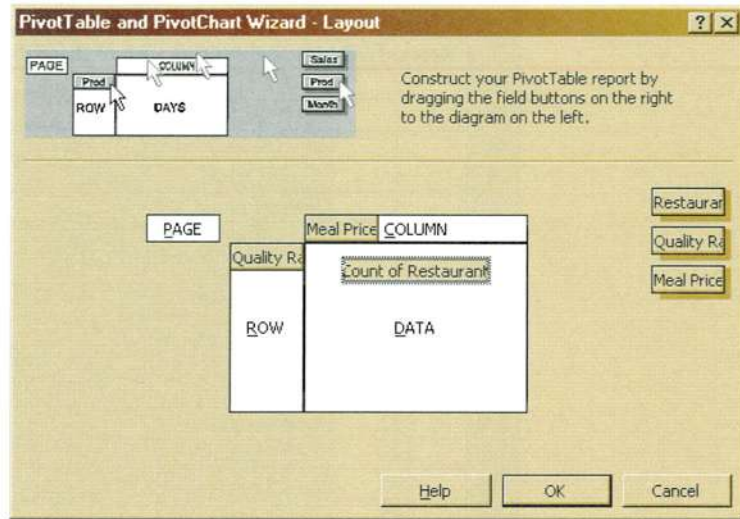 PivotTable and PivotChart Wizard - Layout
? ×
PAGE
COLUMN
Prod
ROW
DAYS
Sales
Prod
Month
Construct your PivotTable report by
dragging the field buttons on the right
to the diagram on the left.
PAGE
Meal Price COLUMN
Quality Ra
Count of Restaurant
ROW
DATA
Restaurar
Quality Ra
Meal Price
Help
OK
Cancel